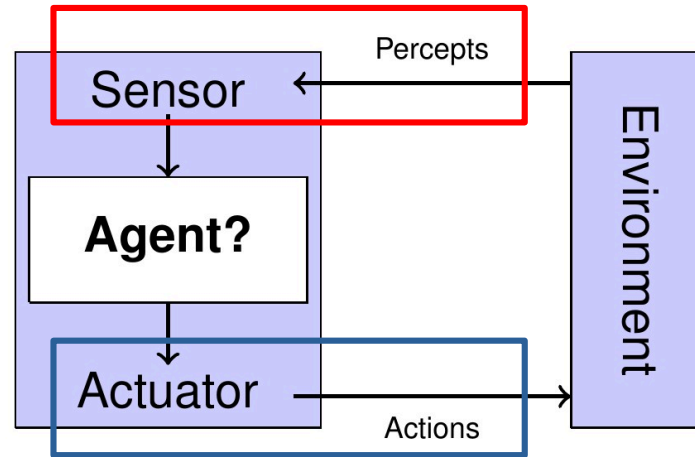 Percepts
Sensor
Environment
Agent?
Actuator
Actions